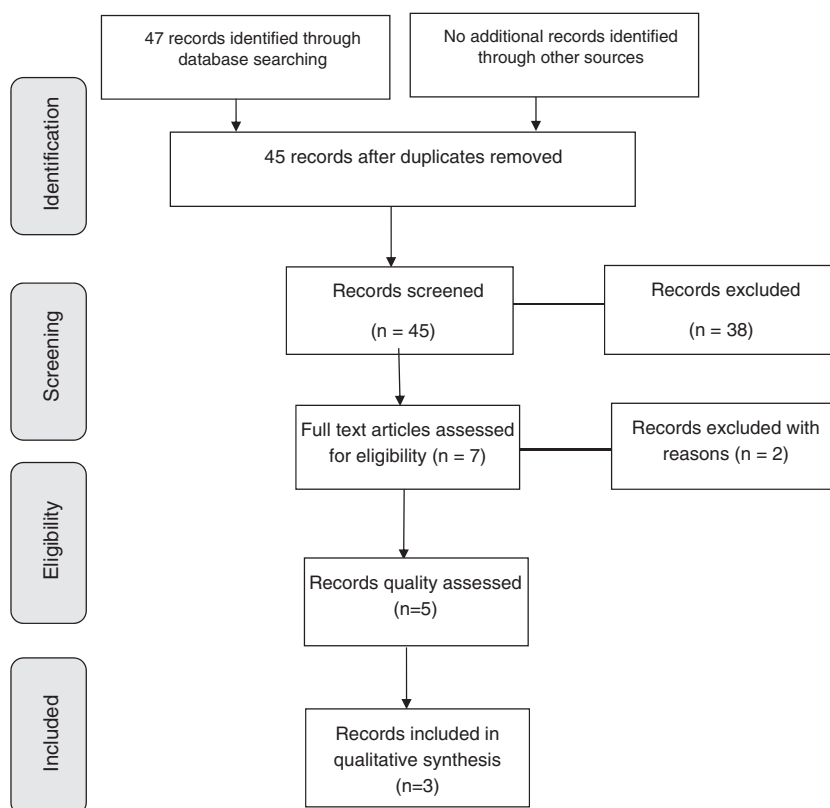 47 records identified through
database searching
No additional records identified
through other sources
Identification
45 records after duplicates removed
Screening
Records screened
(n = 45)
Records excluded
(n = 38)
Full text articles assessed
for eligibility (n = 7)
Records excluded with
reasons (n = 2)
Eligibility
Records quality assessed
(n=5)
Included
Records included in
qualitative synthesis
(n=3)